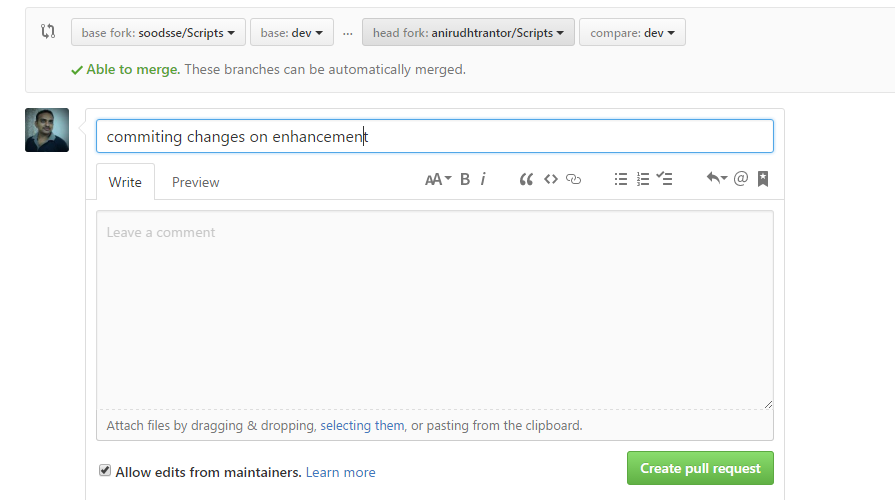 base fork: soodsse/Scripts base: dev ... head fork: anirudhtrantor/Scripts compare: dev
Able to merge. These branches can be automatically merged.
commiting changes on enhancement
Write Preview AA B i @
Leave a comment
Attach files by dragging & dropping, selecting them, or pasting from the clipboard.
Allow edits from maintainers. Learn more Create pull request